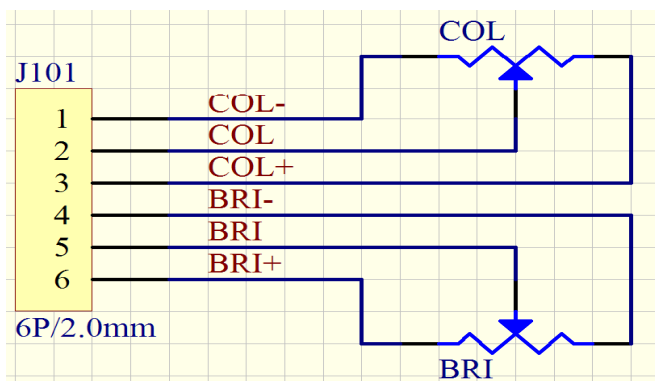 COL
J101
1 COL-
2 COL
3 COL+
4 BRI-
5 BRI
6 BRI+
6P/2.0mm
BRI